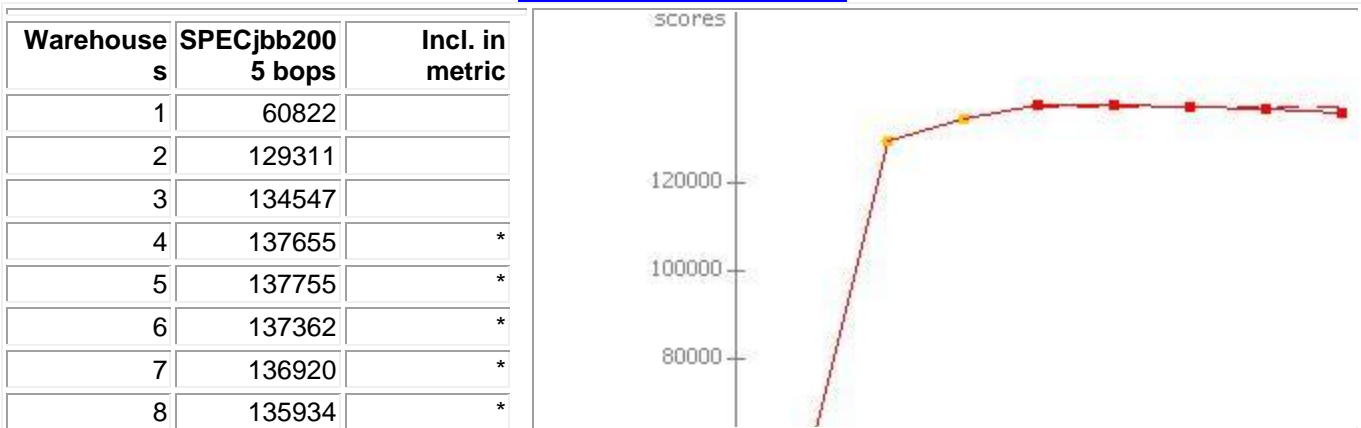 Warehouse SPECjbb200 Incl. in
s 5 bops metric
1 60822
2 129311
3 134547
4 137655 *
5 137755 *
6 137362 *
7 136920 *
8 135934 *
scores
120000
100000
80000